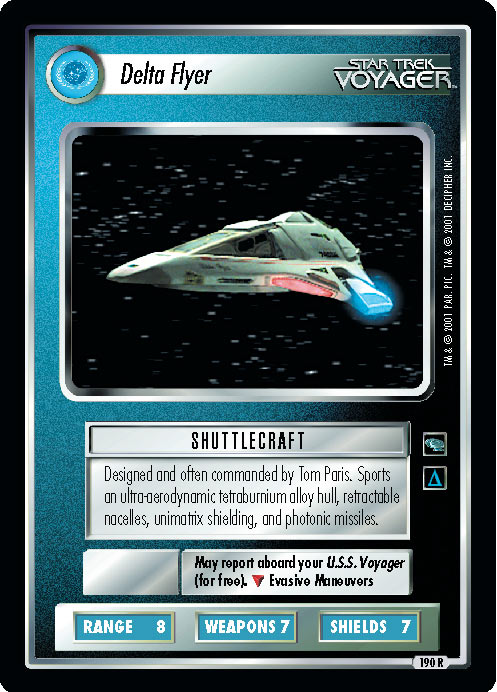 Delta Flyer
STAR TREK
VOYAGER™
TM & © 2001 PAR. PIC. TM & © 2001 DECIPHER INC.
SHUTTLECRAFT
Designed and often commanded by Tom Paris. Sports
an ultra-aerodynamic tetraburnium alloy hull, retractable
nacelles, unimatrix shielding, and photonic missiles.
May report aboard your U.S.S. Voyager
(for free). ▼ Evasive Maneuvers
RANGE 8 WEAPONS 7 SHIELDS 7
190 R